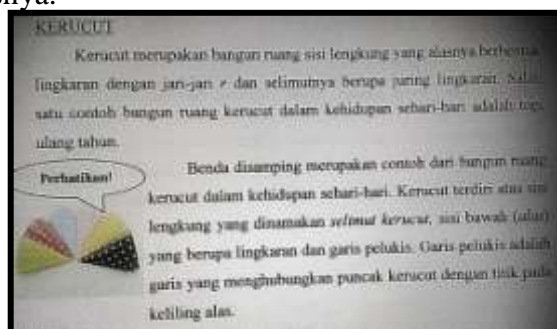 snya:
KERUCUT
Kerucut merupakan bangun ruang sisi lengkung yang alasnya berbentuk
lingkaran dengan jari-jari r dan selimutnya berupa juring lingkaran. Salah
satu contoh bangun ruang kerucut dalam kehidupan sehari-hari adalah topi
ulang tahun.
Perhatikan!
Benda disamping merupakan contoh dari bangun ruang
kerucut dalam kehidupan sehari-hari. Kerucut terdiri atas sisi
lengkung yang dinamakan selimut kerucut, sisi bawah (alas)
yang berupa lingkaran dan garis pelukis. Garis pelukis adalah
garis yang menghubungkan puncak kerucut dengan titik pada
keliling alas.